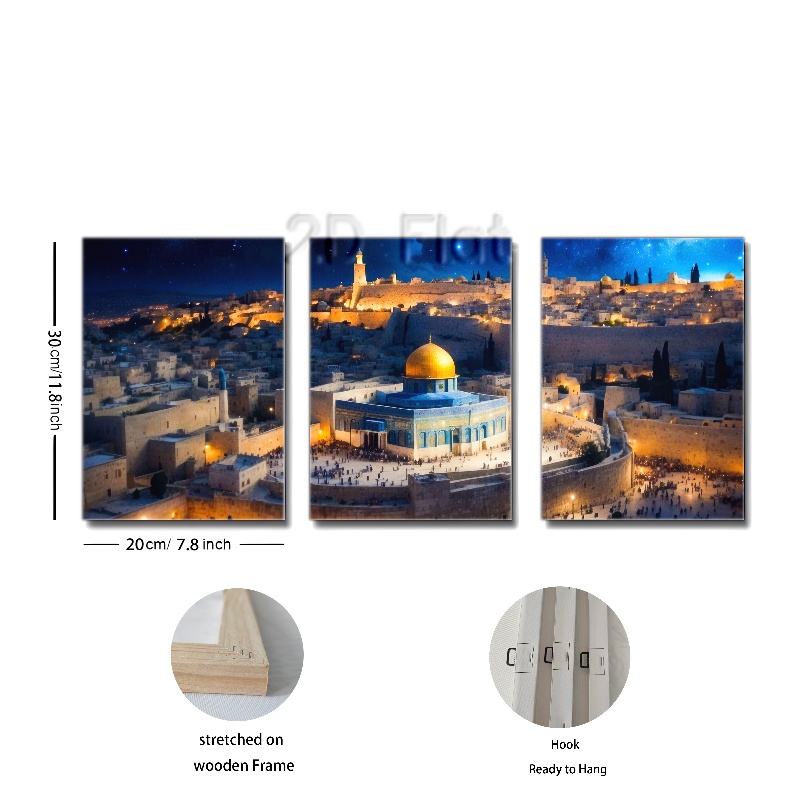 2D Flat
30cm/11.8inch
20cm/ 7.8 inch
stretched on
wooden Frame
Hook
Ready to Hang